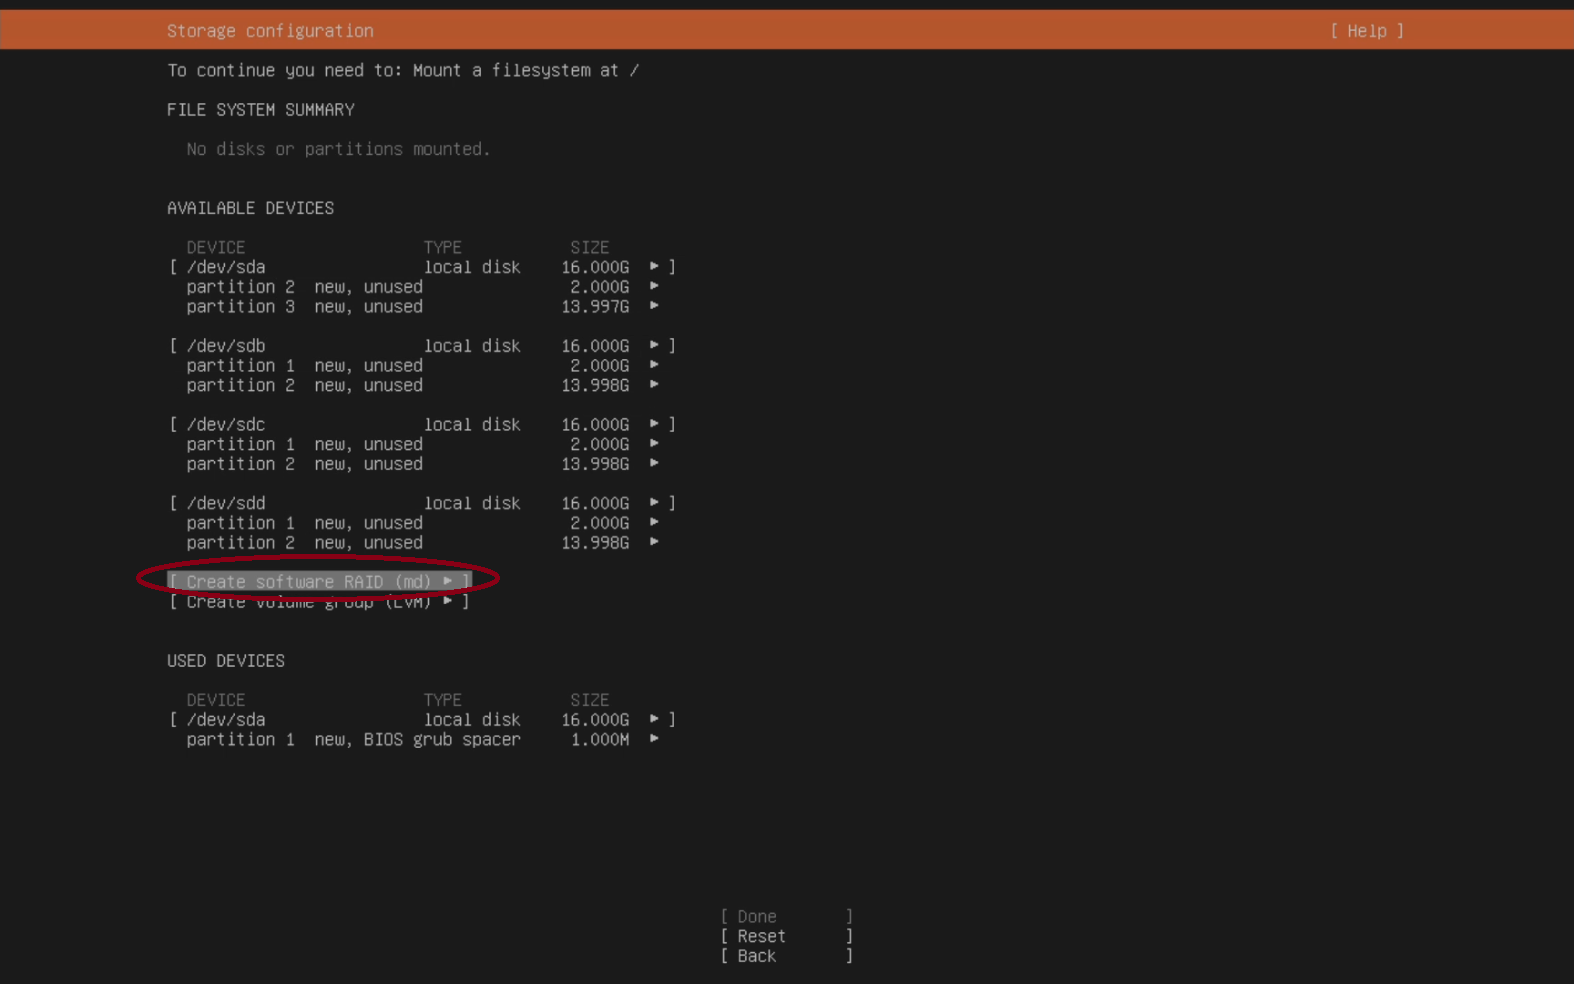 Storage configuration [ Help ]
To continue you need to: Mount a filesystem at /
FILE SYSTEM SUMMARY
No disks or partitions mounted.
AVAILABLE DEVICES
DEVICE TYPE SIZE
[ /dev/sda local disk 16.000G ▸ ]
partition 2 new, unused 2.000G ▸
partition 3 new, unused 13.997G ▸
[ /dev/sdb local disk 16.000G ▸ ]
partition 1 new, unused 2.000G ▸
partition 2 new, unused 13.998G ▸
[ /dev/sdc local disk 16.000G ▸ ]
partition 1 new, unused 2.000G ▸
partition 2 new, unused 13.998G ▸
[ /dev/sdd local disk 16.000G ▸ ]
partition 1 new, unused 2.000G ▸
partition 2 new, unused 13.998G ▸
[ Create software RAID (md) ▸ ]
[ Create volume group (LVM) ▸ ]
USED DEVICES
DEVICE TYPE SIZE
[ /dev/sda local disk 16.000G ▸ ]
partition 1 new, BIOS grub spacer 1.000M ▸
[ Done ]
[ Reset ]
[ Back ]